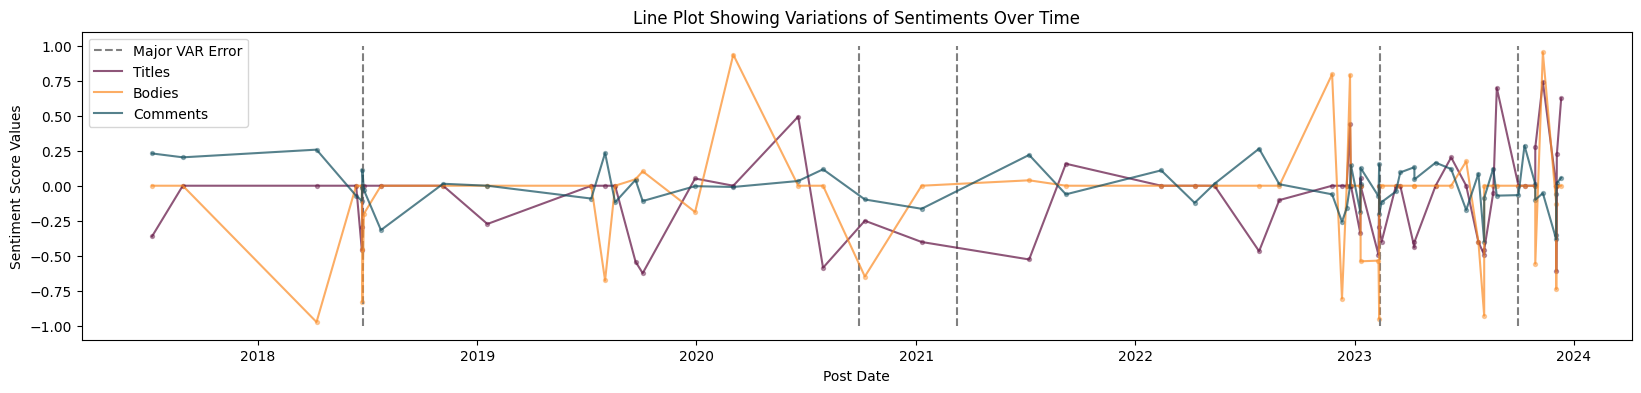 Line Plot Showing Variations of Sentiments Over Time
Sentiment Score Values
1.00
0.75
0.50
0.25
0.00
−0.25
−0.50
−0.75
−1.00
Major VAR Error
Titles
Bodies
Comments
2018
2019
2020
2021
2022
2023
2024
Post Date